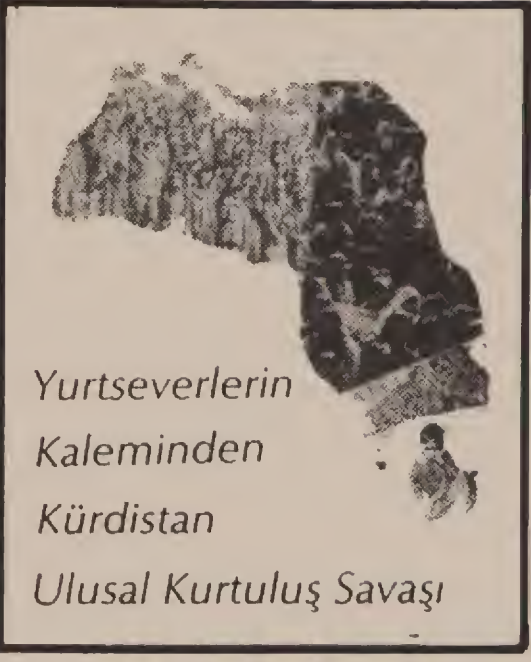 Yurtseverlerin
Kaleminden
Kürdistan
Ulusal Kurtuluş Savaşı